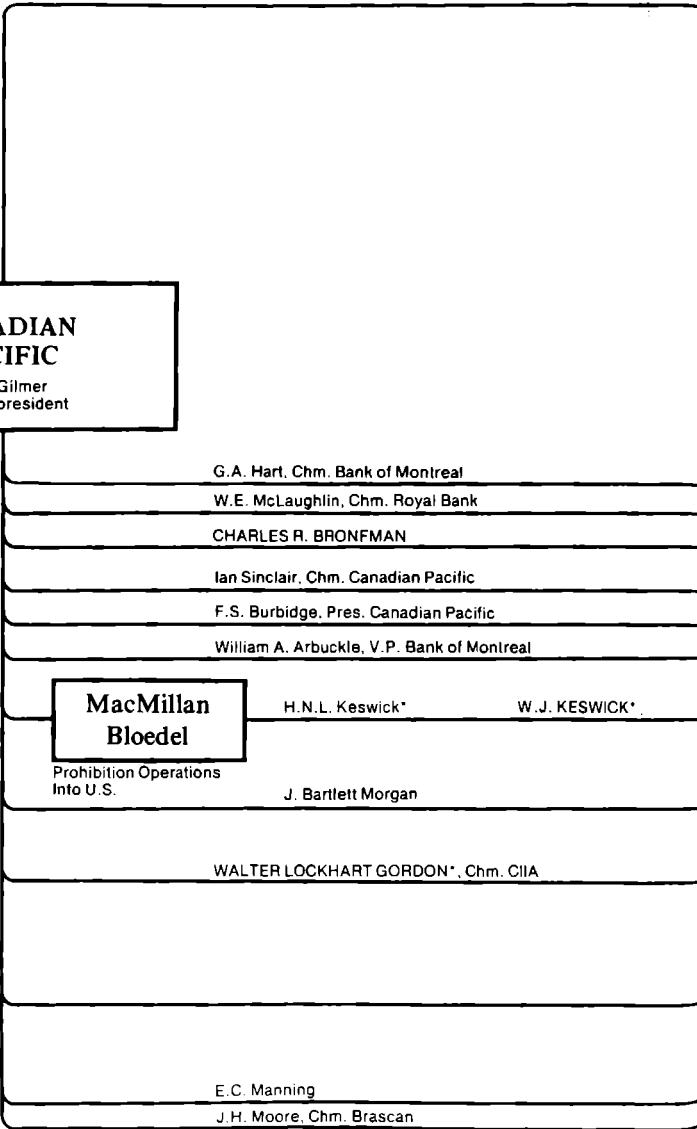 ADIAN
CIFIC
Gilmer
president
G.A. Hart, Chm. Bank of Montreal
W.E. McLaughlin, Chm. Royal Bank
CHARLES R. BRONFMAN
Ian Sinclair, Chm. Canadian Pacific
F.S. Burbidge, Pres. Canadian Pacific
William A. Arbuckle, V.P. Bank of Montreal
MacMillan
Bloedel
H.N.L. Keswick* W.J. KESWICK*
Prohibition Operations
Into U.S.
J. Bartlett Morgan
WALTER LOCKHART GORDON*, Chm. CIIA
E.C. Manning
J.H. Moore, Chm. Brascan